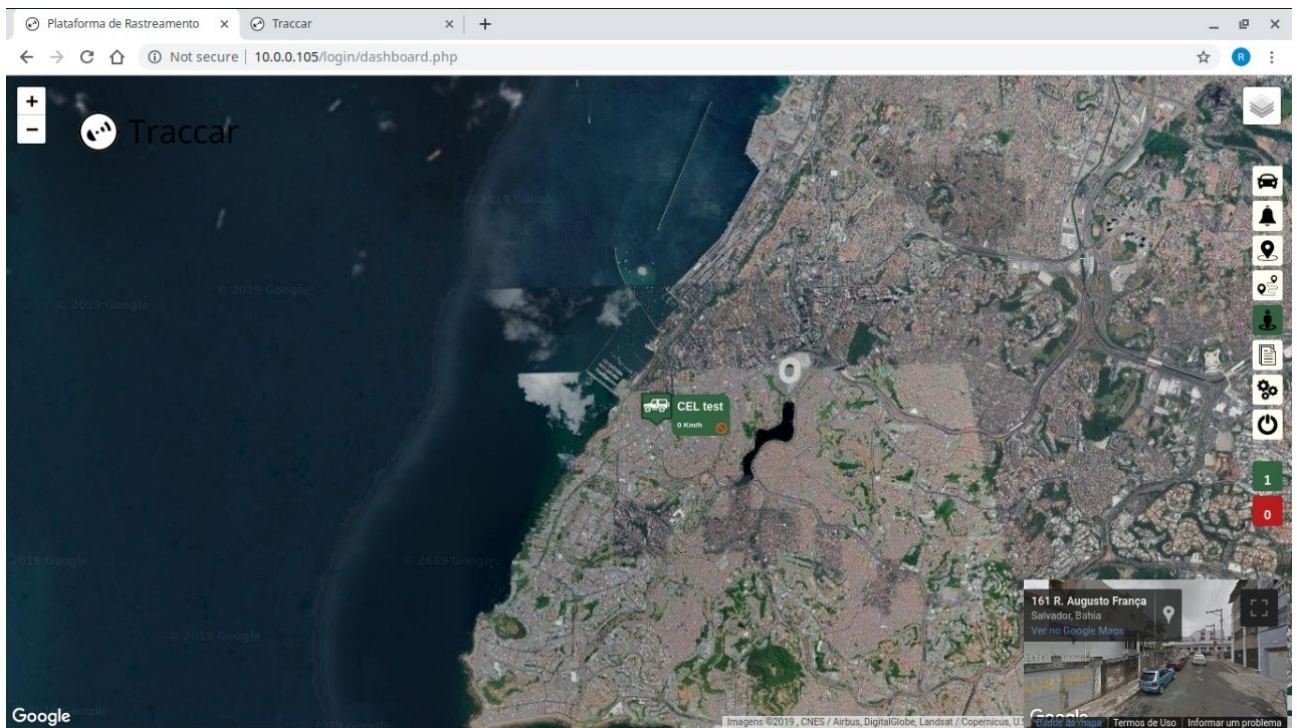 Plataforma de Rastreamento
Traccar
Not secure | 10.0.0.105/login/dashboard.php
R
+
−
Traccar
© 2019 Google
© 2019 Google
© 2019 Google
CEL test
0 Km/h
2019 Google
© 2019 Google
© 2019 Google
1
0
161 R. Augusto França
Salvador, Bahia
Ver no Google Maps
Google
Google
Imagens ©2019 , CNES / Airbus, DigitalGlobe, Landsat / Copernicus, U.S
Dados do mapa
Termos de Uso
Informar um problema